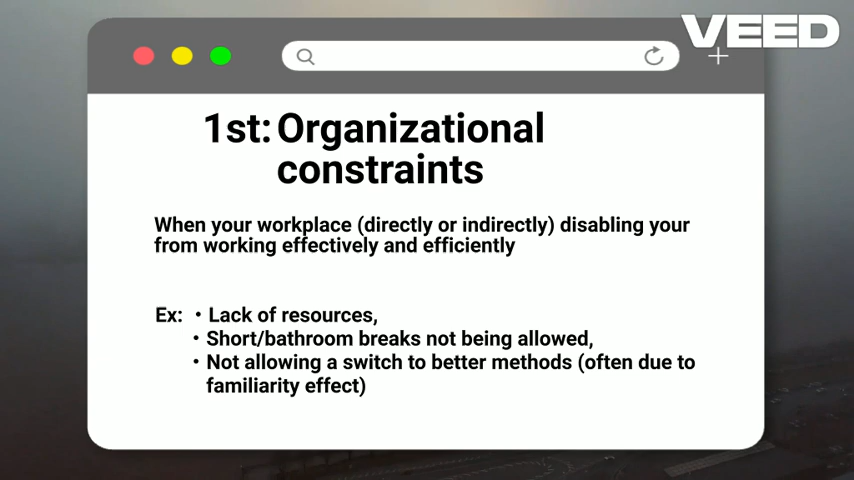 VEED
1st: Organizational
constraints
When your workplace (directly or indirectly) disabling your
from working effectively and efficiently
Ex: • Lack of resources,
• Short/bathroom breaks not being allowed,
• Not allowing a switch to better methods (often due to
familiarity effect)